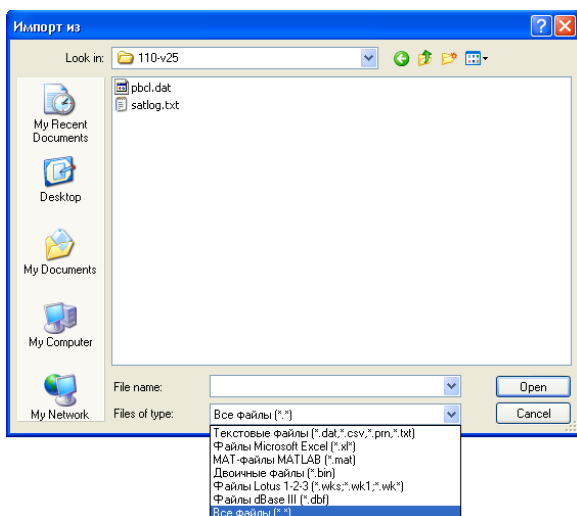 Импорт из
Look in: 110-v25
pbcl.dat
satlog.txt
My Recent
Documents
Desktop
My Documents
My Computer
My Network
File name:
Open
Files of type: Все файлы (*.*)
Cancel
Текстовые файлы (*.dat,*.csv,*.prn,*.txt)
Файлы Microsoft Excel (*.xl*)
MAT-файлы MATLAB (*.mat)
Двоичные файлы (*.bin)
Файлы Lotus 1-2-3 (*.wks;*.wk1;*.wk*)
Файлы dBase III (*.dbf)
Все файлы (*.*)